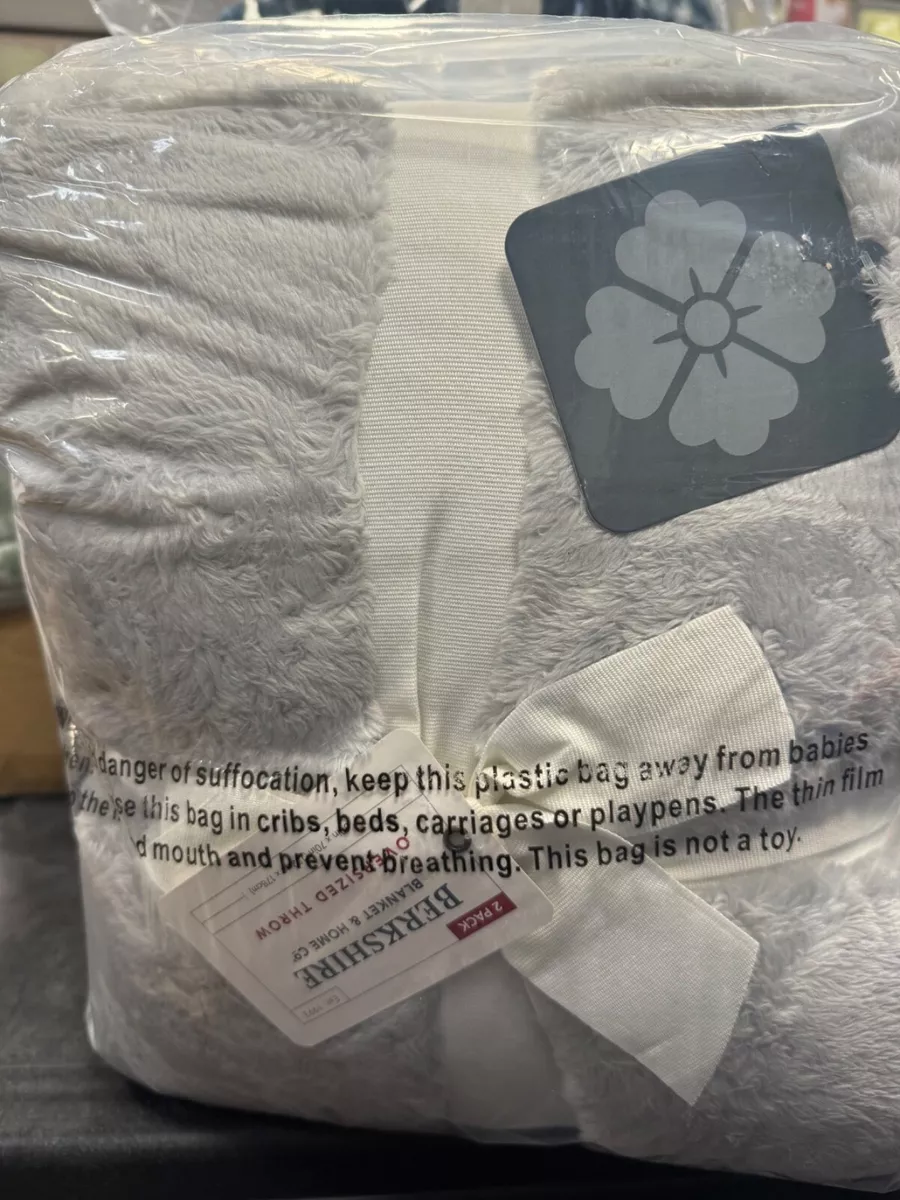 danger of suffocation, keep this plastic bag away from babies
this bag in cribs, beds, carriages or playpens. The thin film
d mouth and prevent breathing. This bag is not a toy.
2 PACK
BERKSHIRE
BLANKET & HOME CO
OVERSIZED THROW